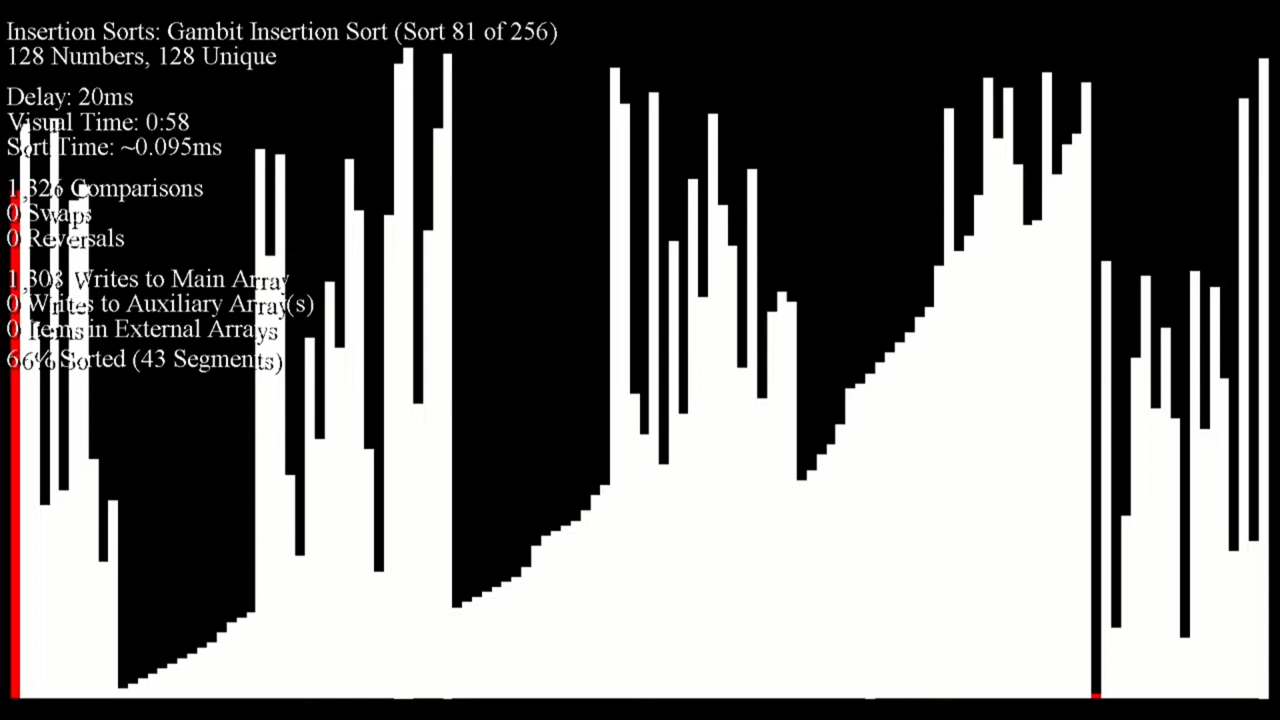 Insertion Sorts: Gambit Insertion Sort (Sort 81 of 256)
128 Numbers, 128 Unique
Delay: 20ms
Visual Time: 0:58
Sort Time: ~0.095ms
1,326 Comparisons
0 Swaps
0 Reversals
1,308 Writes to Main Array
0 Writes to Auxiliary Array(s)
0 Items in External Arrays
66% Sorted (43 Segments)